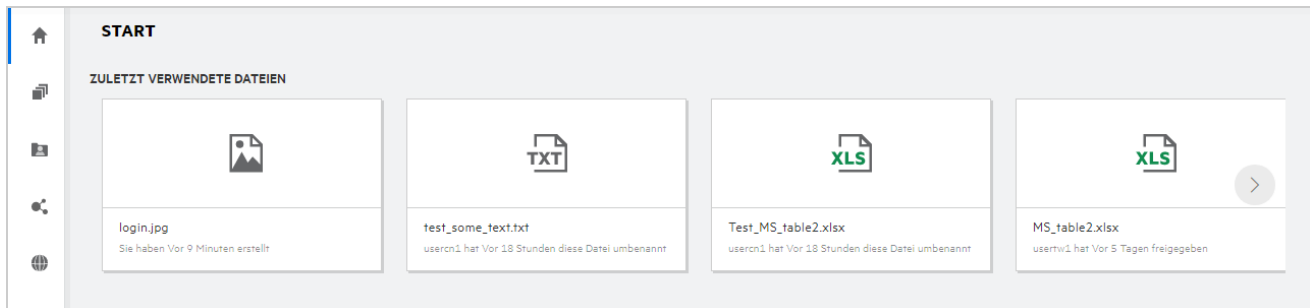 START
ZULETZT VERWENDETE DATEIEN
TXT
XLS
XLS
login.jpg
Sie haben Vor 9 Minuten erstellt
test_some_text.txt
usercn1 hat Vor 18 Stunden diese Datei umbenannt
Test_MS_table2.xlsx
usercn1 hat Vor 18 Stunden diese Datei umbenannt
MS_table2.xlsx
usertw1 hat Vor 5 Tagen freigegeben